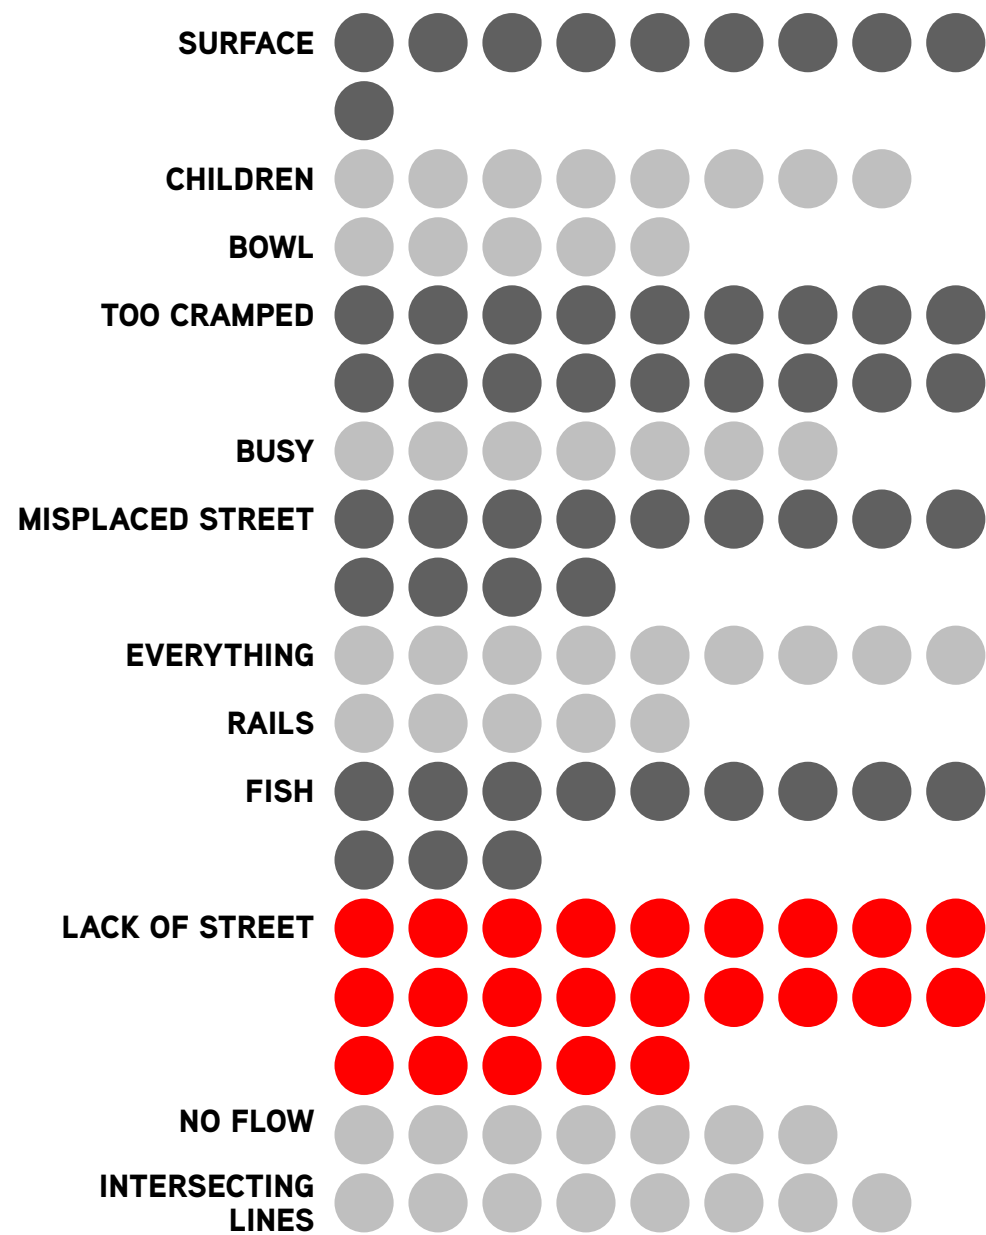 SURFACE
CHILDREN
BOWL
TOO CRAMPED
BUSY
MISPLACED STREET
EVERYTHING
RAILS
FISH
LACK OF STREET
NO FLOW
INTERSECTING
LINES